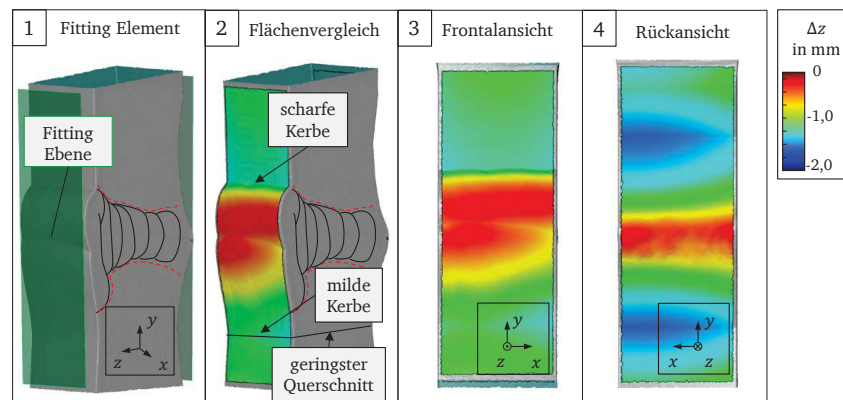 1 Fitting Element
Fitting
Ebene
y
z
x
2 Flächenvergleich
scharfe
Kerbe
milde
Kerbe
geringster
Querschnitt
3 Frontalansicht
y
z
x
4 Rückansicht
y
x
z
Δz
in mm
0
-1,0
-2,0